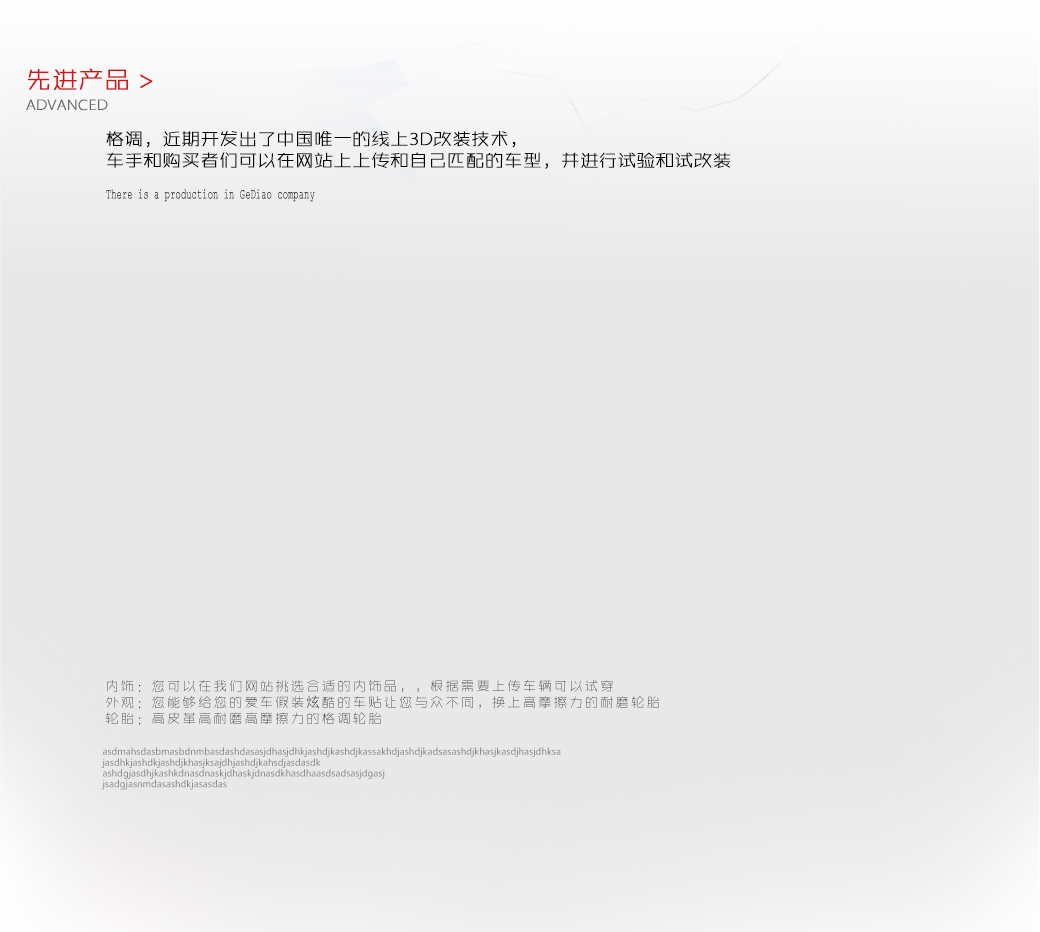 先进产品 >
ADVANCED
格调，近期开发出了中国唯一的线上3D改装技术，
车手和购买者们可以在网站上上传和自己匹配的车型，并进行试验和试改装
There is a production in GeDiao company
内饰：您可以在我们网站挑选合适的内饰品，，根据需要上传车辆可以试穿
外观：您能够给您的爱车假装炫酷的车贴让您与众不同，换上高摩擦力的耐磨轮胎
轮胎：高皮革高耐磨高摩擦力的格调轮胎
asdmahsdasbmasbdnmbasdashdasasjdhasjdhkjashdjkashdjkassakhdjashdjkadsasashdjkhasjkasdjhasjdhksa
jasdhkjashdkjashdjkhasjksajdhjashdjkahsdjasdasdk
ashdgjasdhjkashkdnasdnaskjdhaskjdnasdkhasdhaasdsadsasjdgasj
jsadgjasnmdasashdkjasasdas